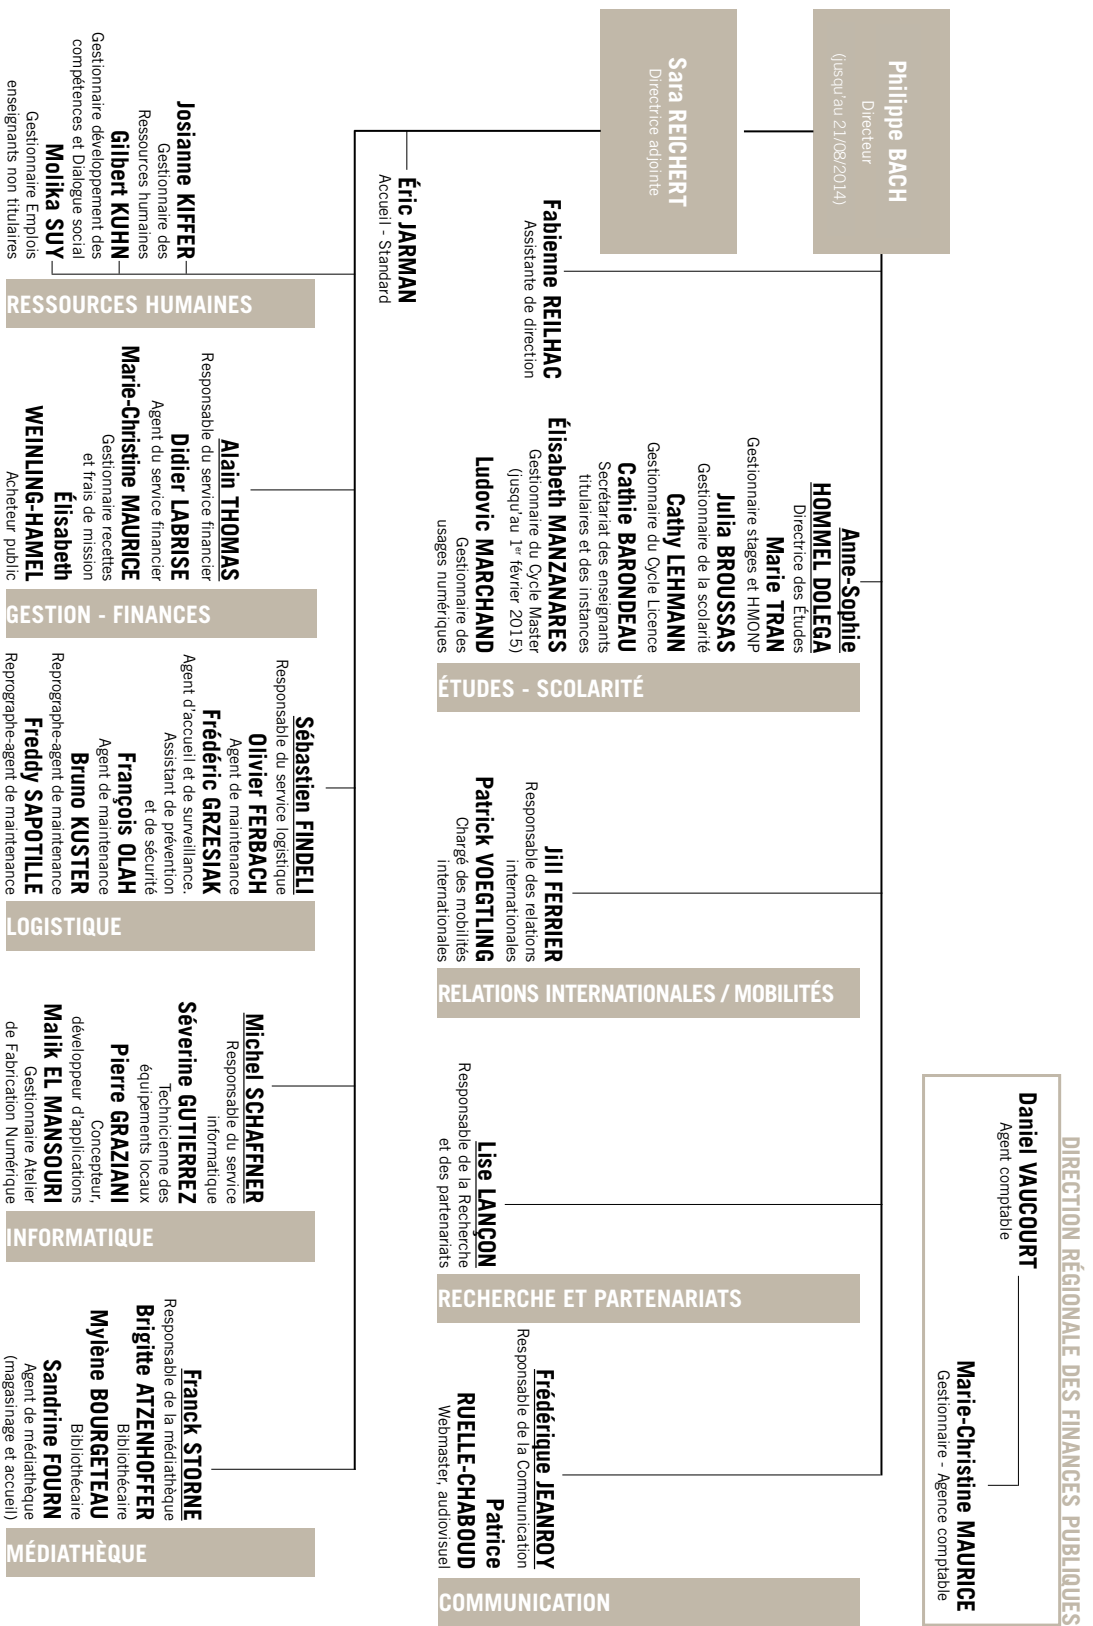 DIRECTION RÉGIONALE DES FINANCES PUBLIQUES
Daniel VAUCOURT
Agent comptable
Marie-Christine MAURICE
Gestionnaire - Agence comptable
Philippe BACH
Directeur
(jusqu'au 21/08/2014)
Sara REICHERT
Directrice adjointe
Fabienne REILHAC
Assistante de direction
Anne-Sophie
HOMMEL DOLEGA
Directrice des Études
Marie TRAN
Gestionnaire stages et HMONP
Julia BROUSSAS
Gestionnaire de la scolarité
Cathy LEHMANN
Gestionnaire du Cycle Licence
Cathie BARONDEAU
Secrétariat des enseignants
titulaires et des instances
Élisabeth MANZANARES
Gestionnaire du Cycle Master
(jusqu'au 1er février 2015)
Ludovic MARCHAND
Gestionnaire des
usages numériques
ÉTUDES - SCOLARITÉ
Jill FERRIER
Responsable des relations
internationales
Patrick VOEGTLING
Chargé des mobilités
internationales
RELATIONS INTERNATIONALES / MOBILITÉS
Lise LANÇON
Responsable de la Recherche
et des partenariats
RECHERCHE ET PARTENARIATS
Frédérique JEANROY
Responsable de la Communication
Patrice
RUELLE-CHABOUD
Webmaster, audiovisuel
COMMUNICATION
Éric JARMAN
Accueil - Standard
Josianne KIFFER
Gestionnaire des
Ressources humaines
Gilbert KUHN
Gestionnaire développement des
compétences et Dialogue social
Molika SUY
Gestionnaire Emplois
enseignants non titulaires
RESSOURCES HUMAINES
Alain THOMAS
Responsable du service financier
Didier LABRISE
Agent du service financier
Marie-Christine MAURICE
Gestionnaire recettes
et frais de mission
Élisabeth
WEINLING-HAMEL
Acheteur public
GESTION - FINANCES
Sébastien FINDELI
Responsable du service logistique
Olivier FERBACH
Agent de maintenance
Frédéric GRZESIAK
Agent d'accueil et de surveillance.
Assistant de prévention
et de sécurité
François OLAH
Agent de maintenance
Bruno KUSTER
Reprographe-agent de maintenance
Freddy SAPOTILLE
Reprographe-agent de maintenance
LOGISTIQUE
Michel SCHAFFNER
Responsable du service
informatique
Séverine GUTIERREZ
Technicienne des
équipements locaux
Pierre GRAZIANI
Concepteur,
développeur d'applications
Malik EL MANSOURI
Gestionnaire Atelier
de Fabrication Numérique
INFORMATIQUE
Franck STORNE
Responsable de la médiathèque
Brigitte ATZENHOFFER
Bibliothécaire
Mylène BOURGETEAU
Bibliothécaire
Sandrine FOURN
Agent de médiathèque
(magasinage et accueil)
MÉDIATHÈQUE